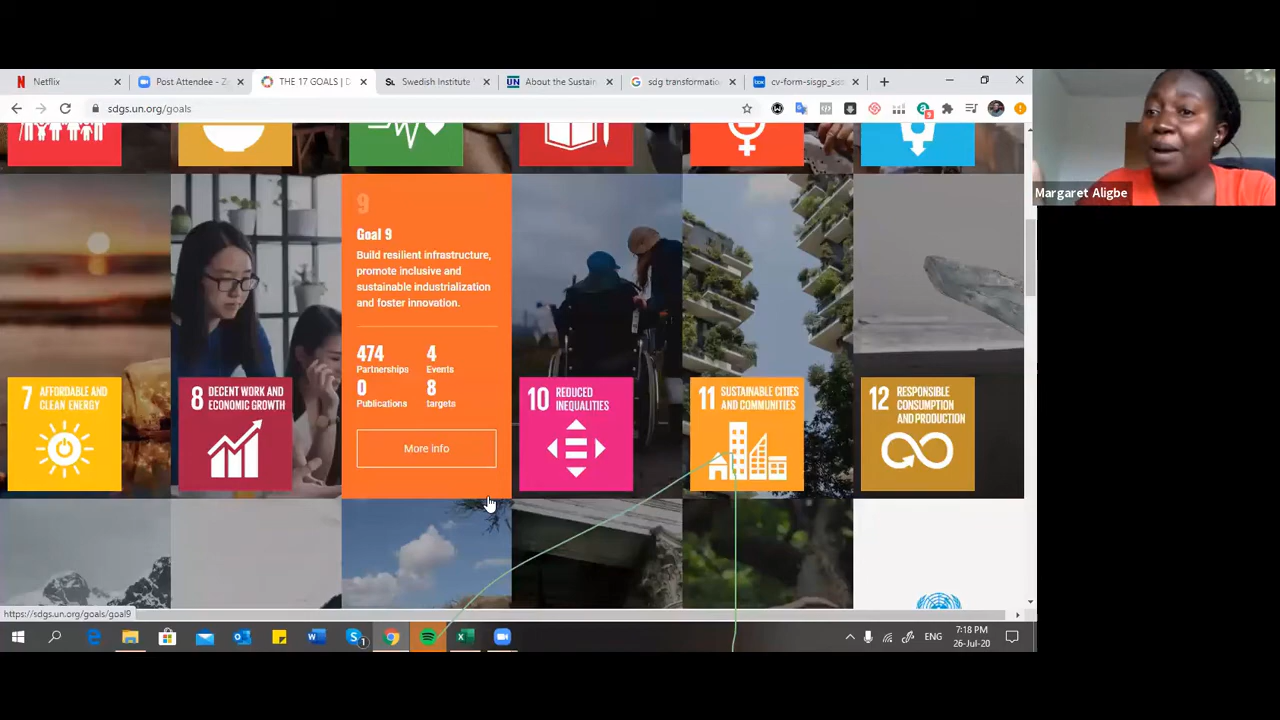 Netflix
Post Attendee - Z
THE 17 GOALS | D
Swedish Institute
About the Sustain
sdg transformatio
cv-form-sisgp_sis
sdgs.un.org/goals
9
Margaret Aligbe
9
Goal 9
Build resilient infrastructure,
promote inclusive and
sustainable industrialization
and foster innovation.
474
Partnerships
4
Events
0
Publications
8
targets
More info
7 AFFORDABLE AND
CLEAN ENERGY
8 DECENT WORK AND
ECONOMIC GROWTH
10 REDUCED
INEQUALITIES
11 SUSTAINABLE CITIES
AND COMMUNITIES
12 RESPONSIBLE
CONSUMPTION
AND PRODUCTION
https://sdgs.un.org/goals/goal9
ENG
7:18 PM
26-Jul-20